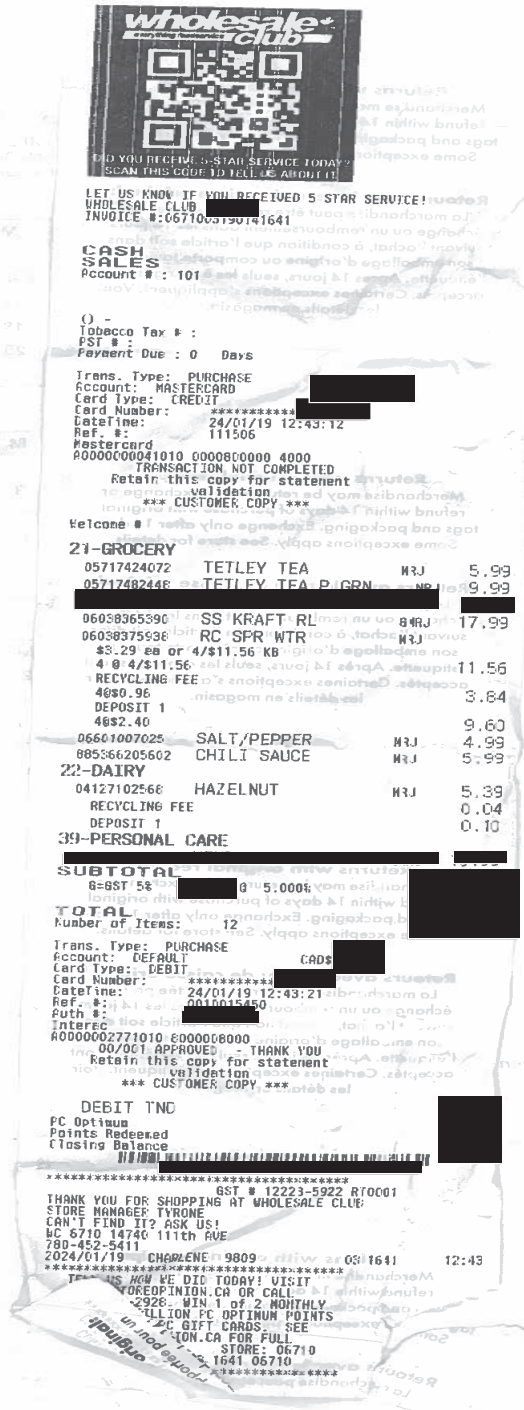 wholesale club
everything foodservice
DID YOU RECEIVE 5-STAR SERVICE TODAY?
SCAN THIS CODE TO TELL US ABOUT IT
LET US KNOW IF YOU RECEIVED 5 STAR SERVICE!
WHOLESALE CLUB
INVOICE #:0671003190141641
CASH
SALES
Account # : 101
() -
Tobacco Tax # :
PST # :
Payment Due : 0 Days
Trans. Type: PURCHASE
Account: MASTERCARD
Card Type: CREDIT
Card Number: ***********
DateTime: 24/01/19 12:43:12
Ref. #: 111506
Mastercard
A0000000041010 0000800000 4000
TRANSACTION NOT COMPLETED
Retain this copy for statement
validation
*** CUSTOMER COPY ***
Welcome #
21-GROCERY
05717424072 TETLEY TEA MRJ 5.99
05717482448 TETLEY TEA P GRN MRJ 9.99
06038365390 SS KRAFT RL GMRJ 17.99
06038375938 RC SPR WTR MRJ
$3.29 ea or 4/$11.56 KB
4 @ 4/$11.56 11.56
RECYCLING FEE
4@$0.96 3.84
DEPOSIT 1
4@$2.40 9.60
06601007025 SALT/PEPPER MRJ 4.99
885366205602 CHILI SAUCE MRJ 5.99
22-DAIRY
04127102566 HAZELNUT MRJ 5.39
RECYCLING FEE 0.04
DEPOSIT 1 0.10
39-PERSONAL CARE
SUBTOTAL
G=GST 5% @ 5.000%
TOTAL
Number of Items: 12
Trans. Type: PURCHASE
Account: DEFAULT CAD$
Card Type: DEBIT
Card Number: ***********
DateTime: 24/01/19 12:43:21
Ref. #: 0010015450
Auth #:
Interac
A0000002771010 8000008000
00/001 APPROVED - THANK YOU
Retain this copy for statement
validation
*** CUSTOMER COPY ***
DEBIT TND
PC Optimum
Points Redeemed
Closing Balance
GST # 12223-5922 RT0001
THANK YOU FOR SHOPPING AT WHOLESALE CLUB
STORE MANAGER TYRONE
CAN'T FIND IT? ASK US!
WC 6710 14740 111th AVE
780-452-5411
2024/01/19 CHARLENE 9809 03 1641 12:43
TELL US HOW WE DID TODAY! VISIT
TOREOPINION.CA OR CALL
-2928. WIN 1 of 2 MONTHLY
ILLION PC OPTIMUM POINTS
PC GIFT CARDS. SEE
ION.CA FOR FULL
STORE: 06710
1641 06710